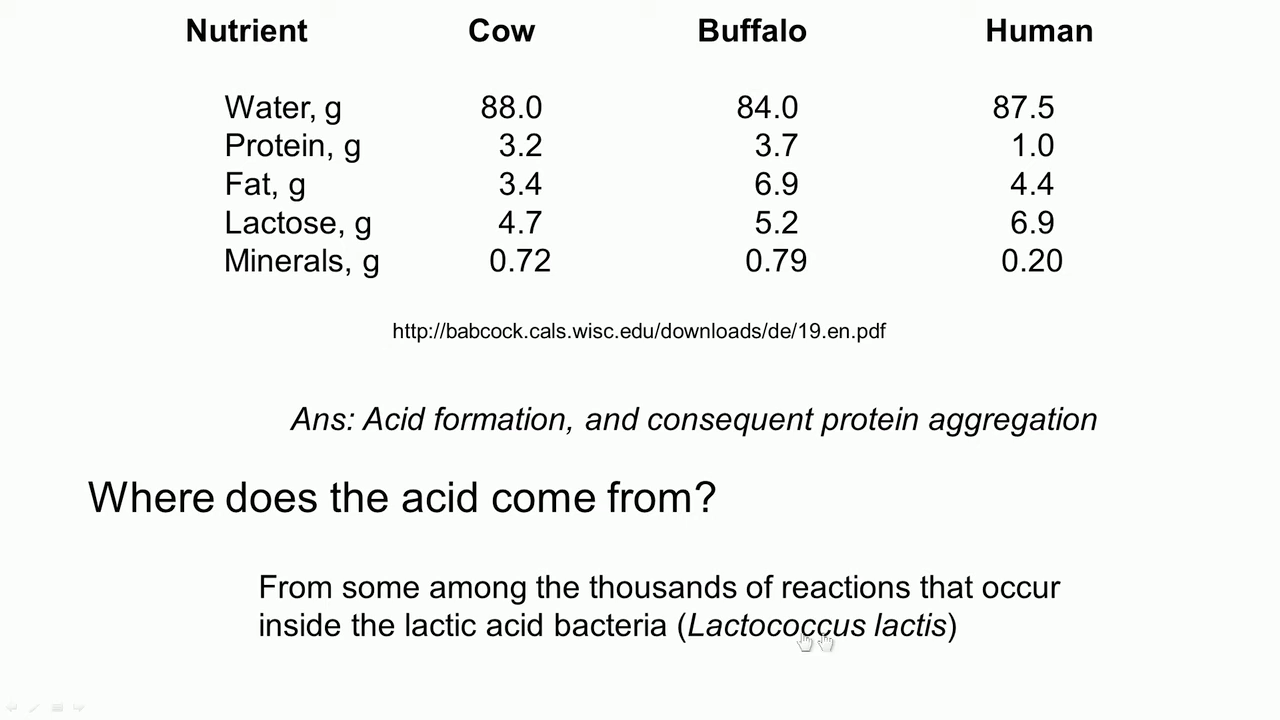 Nutrient Cow Buffalo Human
Water, g 88.0 84.0 87.5
Protein, g 3.2 3.7 1.0
Fat, g 3.4 6.9 4.4
Lactose, g 4.7 5.2 6.9
Minerals, g 0.72 0.79 0.20
http://babcock.cals.wisc.edu/downloads/de/19.en.pdf
Ans: Acid formation, and consequent protein aggregation
Where does the acid come from?
From some among the thousands of reactions that occur
inside the lactic acid bacteria (Lactococcus lactis)